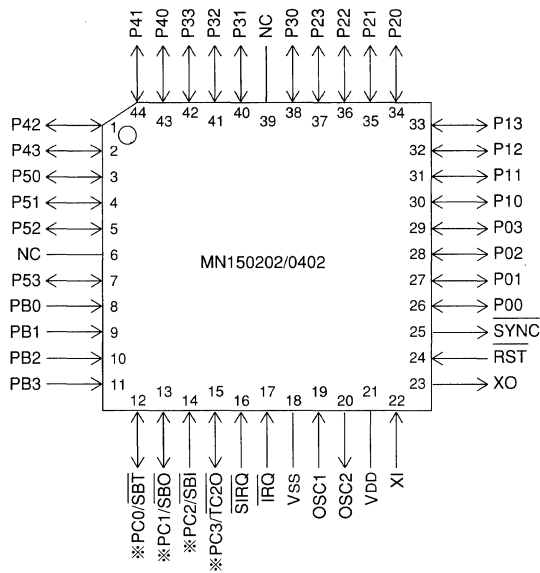 P41 P40 P33 P32 P31 NC P30 P23 P22 P21 P20
44 43 42 41 40 39 38 37 36 35 34
P42 1
P43 2
P50 3
P51 4
P52 5
NC 6
P53 7
PB0 8
PB1 9
PB2 10
PB3 11
MN150202/0402
33 P13
32 P12
31 P11
30 P10
29 P03
28 P02
27 P01
26 P00
25 SYNC
24 RST
23 XO
12 13 14 15 16 17 18 19 20 21 22
※PC0/SBT
※PC1/SBO
※PC2/SBI
※PC3/TC2O
SIRQ
IRQ
VSS
OSC1
OSC2
VDD
XI